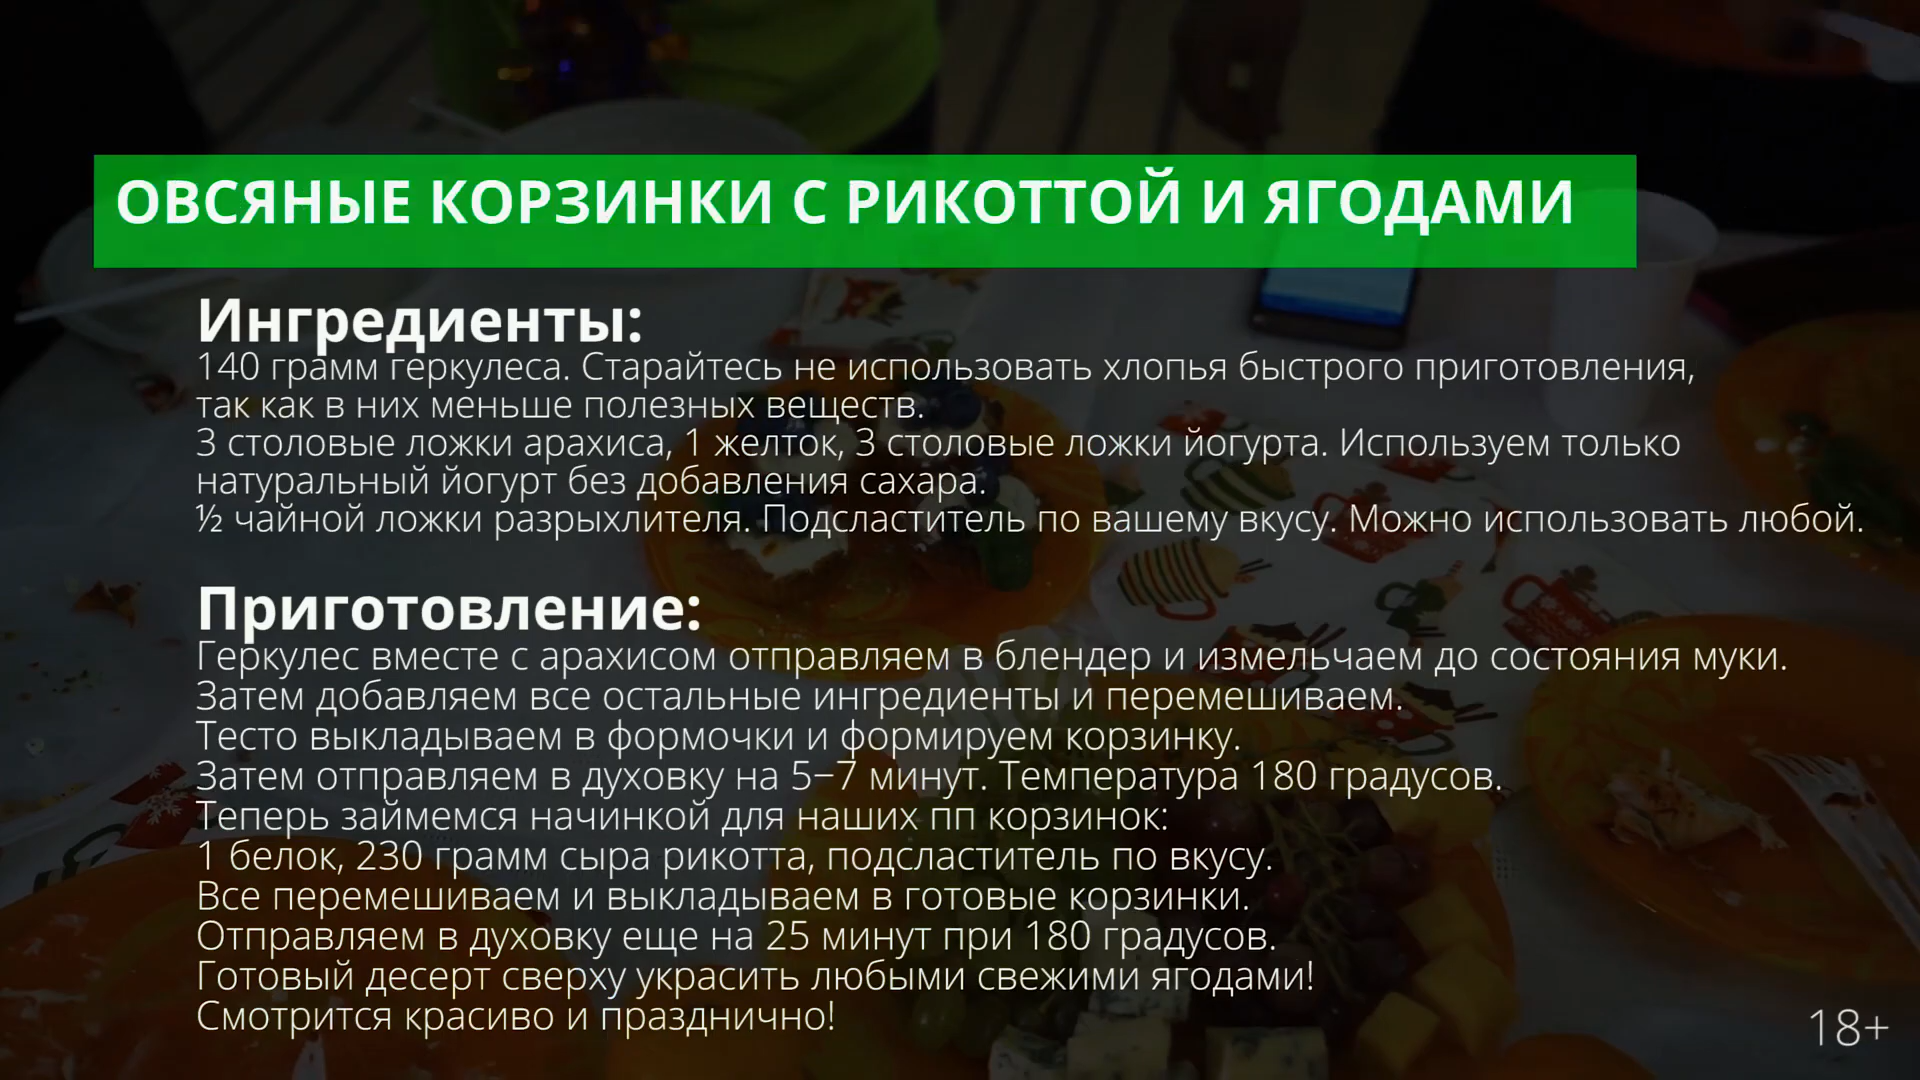 ОВСЯНЫЕ КОРЗИНКИ С РИКОТТОЙ И ЯГОДАМИ
Ингредиенты:
140 грамм геркулеса. Старайтесь не использовать хлопья быстрого приготовления,
так как в них меньше полезных веществ.
3 столовые ложки арахиса, 1 желток, 3 столовые ложки йогурта. Используем только
натуральный йогурт без добавления сахара.
½ чайной ложки разрыхлителя. Подсластитель по вашему вкусу. Можно использовать любой.
Приготовление:
Геркулес вместе с арахисом отправляем в блендер и измельчаем до состояния муки.
Затем добавляем все остальные ингредиенты и перемешиваем.
Тесто выкладываем в формочки и формируем корзинку.
Затем отправляем в духовку на 5–7 минут. Температура 180 градусов.
Теперь займемся начинкой для наших пп корзинок:
1 белок, 230 грамм сыра рикотта, подсластитель по вкусу.
Все перемешиваем и выкладываем в готовые корзинки.
Отправляем в духовку еще на 25 минут при 180 градусов.
Готовый десерт сверху украсить любыми свежими ягодами!
Смотрится красиво и празднично!
18+